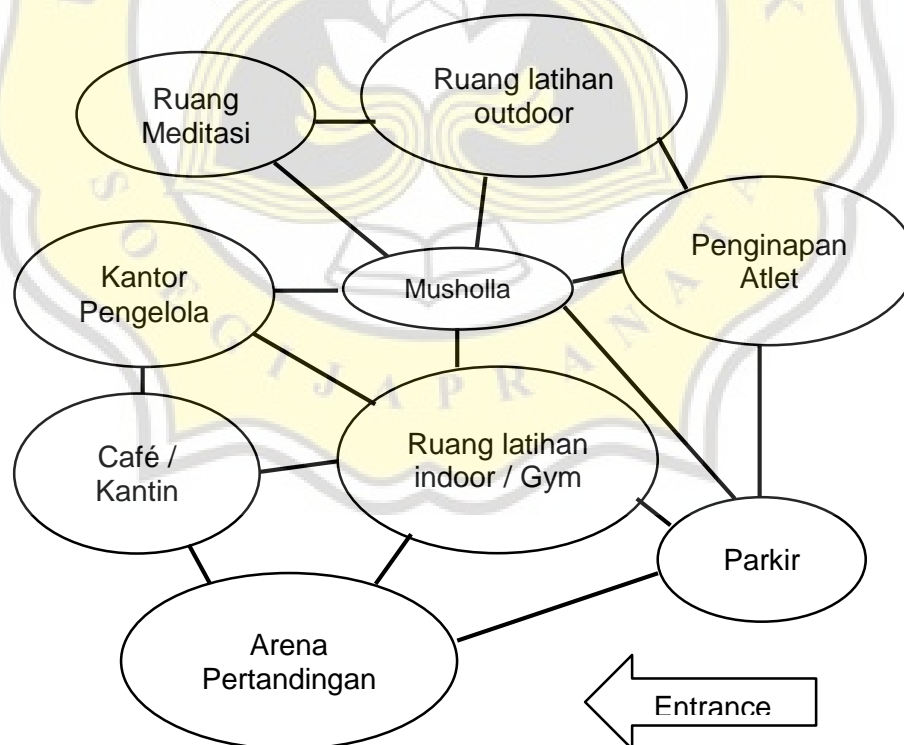 Ruang
Meditasi
Ruang latihan
outdoor
Penginapan
Atlet
Kantor
Pengelola
Musholla
Café /
Kantin
Ruang latihan
indoor / Gym
Parkir
Arena
Pertandingan
Entrance
SOEGIJAPRANATA